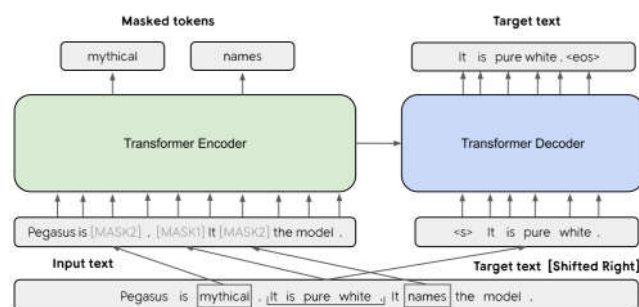 Masked tokens
Target text
mythical
names
It is pure white . <eos>
Transformer Encoder
Transformer Decoder
Pegasus is [MASK2] . [MASK1] It [MASK2] the model .
<s> It is pure white .
Input text
Target text [Shifted Right]
Pegasus is mythical . It is pure white . It names the model .